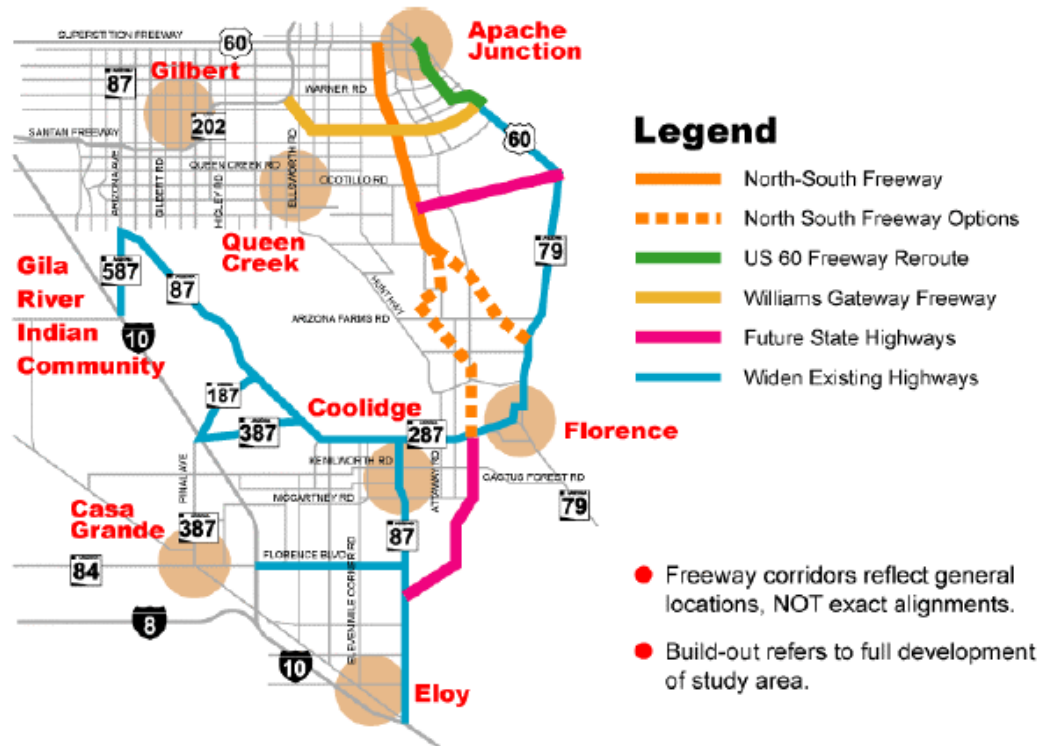 SUPERSTITION FREEWAY
60
Apache
Junction
Gilbert
87
WARNER RD
202
SANTAN FREEWAY
60
QUEEN CREEK RD
OCOTILLO RD
ARIZONA AVE
GILBERT RD
HIGLEY RD
ELLSWORTH RD
Queen
Creek
79
Gila
River
Indian
Community
587
87
HUNT HWY
ARIZONA FARMS RD
10
187
387
Coolidge
287
Florence
KENILWORTH RD
ATTAWAY RD
CACTUS FOREST RD
MCCARTNEY RD
79
PINAL AVE
Casa
Grande
387
87
84
FLORENCE BLVD
ELEVEN MILE CORNER RD
8
10
Eloy
Legend
North-South Freeway
North South Freeway Options
US 60 Freeway Reroute
Williams Gateway Freeway
Future State Highways
Widen Existing Highways
Freeway corridors reflect general
locations, NOT exact alignments.
Build-out refers to full development
of study area.